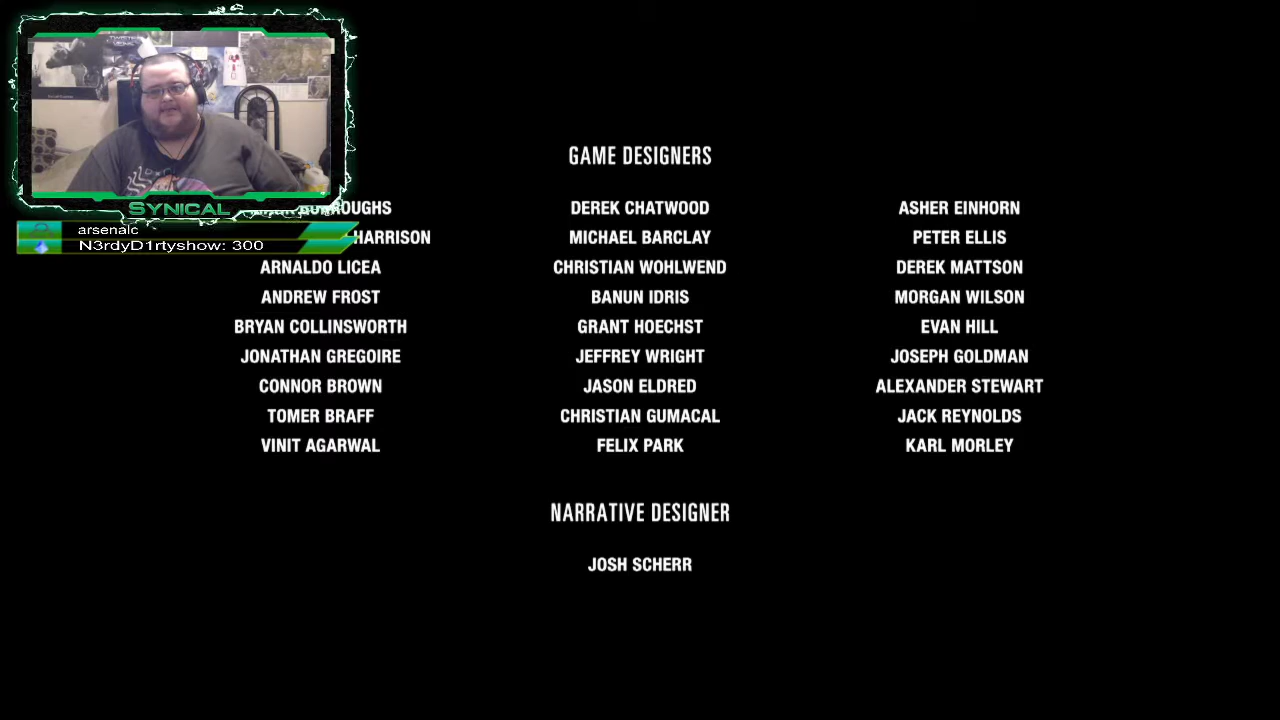 GAME DESIGNERS
SYNICAL
arsenalc
N3rdyD1rtyshow: 300
DEREK CHATWOOD ASHER EINHORN
HARRISON MICHAEL BARCLAY PETER ELLIS
ARNALDO LICEA CHRISTIAN WOHLWEND DEREK MATTSON
ANDREW FROST BANUN IDRIS MORGAN WILSON
BRYAN COLLINSWORTH GRANT HOECHST EVAN HILL
JONATHAN GREGOIRE JEFFREY WRIGHT JOSEPH GOLDMAN
CONNOR BROWN JASON ELDRED ALEXANDER STEWART
TOMER BRAFF CHRISTIAN GUMACAL JACK REYNOLDS
VINIT AGARWAL FELIX PARK KARL MORLEY
NARRATIVE DESIGNER
JOSH SCHERR